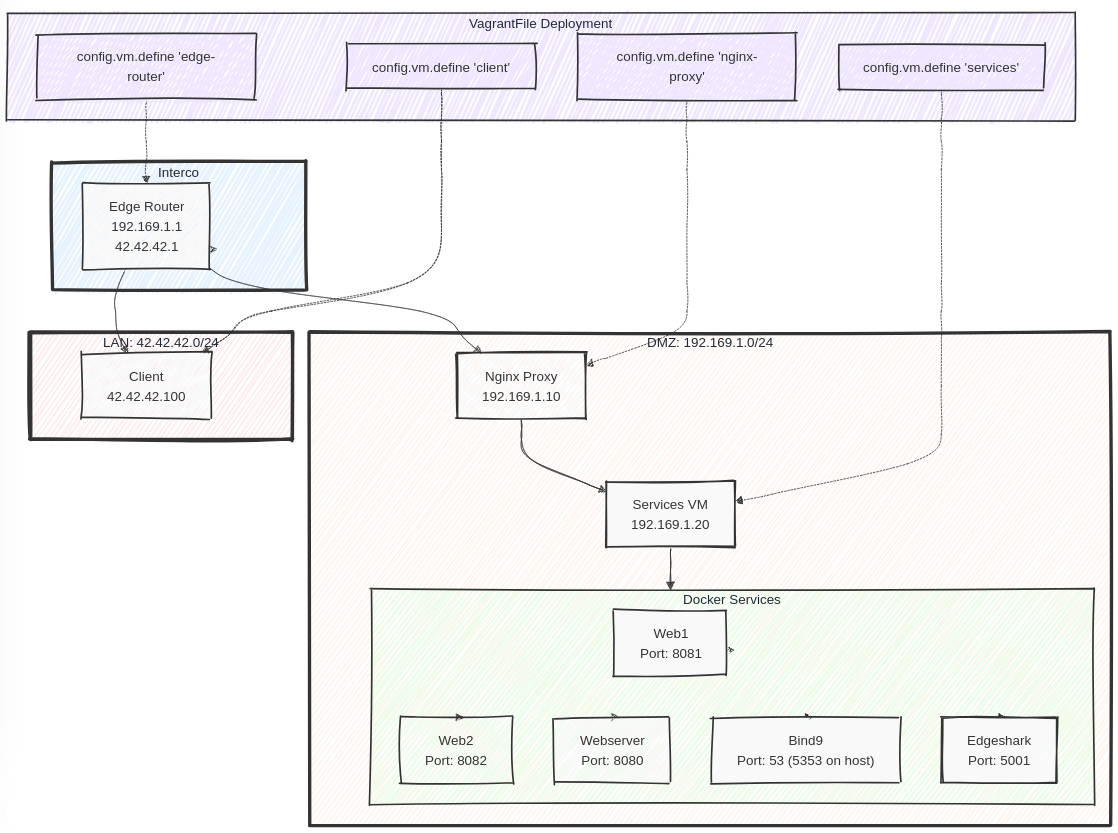 VagrantFile Deployment
config.vm.define 'edge-
router'
config.vm.define 'client'
config.vm.define 'nginx-
proxy'
config.vm.define 'services'
Interco
Edge Router
192.169.1.1
42.42.42.1
LAN: 42.42.42.0/24
Client
42.42.42.100
DMZ: 192.169.1.0/24
Nginx Proxy
192.169.1.10
Services VM
192.169.1.20
Docker Services
Web1
Port: 8081
Web2
Port: 8082
Webserver
Port: 8080
Bind9
Port: 53 (5353 on host)
Edgeshark
Port: 5001